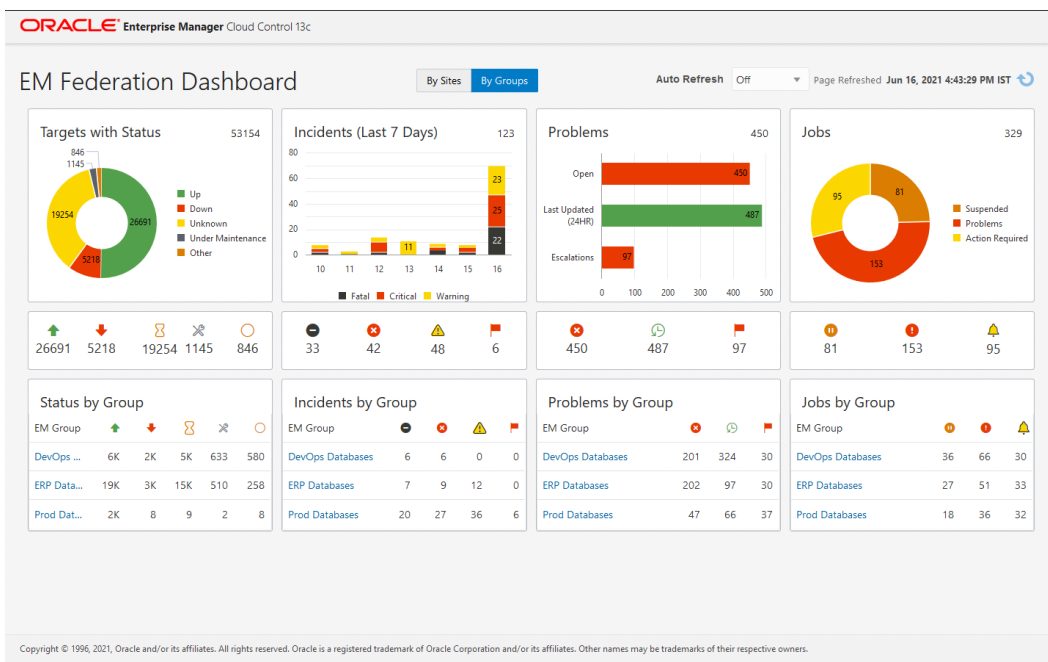 ORACLE Enterprise Manager Cloud Control 13c
EM Federation Dashboard
By Sites By Groups
Auto Refresh Off Page Refreshed Jun 16, 2021 4:43:29 PM IST
Targets with Status 53154
846
1145
19254
26691
5218
Up
Down
Unknown
Under Maintenance
Other
Incidents (Last 7 Days) 123
80
60
40
20
0
23
25
22
11
10 11 12 13 14 15 16
Fatal Critical Warning
Problems 450
Open 450
Last Updated
(24HR) 487
Escalations 97
0 100 200 300 400 500
Jobs 329
95 81
153
Suspended
Problems
Action Required
26691 5218 19254 1145 846
33 42 48 6
450 487 97
81 153 95
Status by Group
EM Group
DevOps ... 6K 2K 5K 633 580
ERP Data... 19K 3K 15K 510 258
Prod Dat... 2K 8 9 2 8
Incidents by Group
EM Group
DevOps Databases 6 6 0 0
ERP Databases 7 9 12 0
Prod Databases 20 27 36 6
Problems by Group
EM Group
DevOps Databases 201 324 30
ERP Databases 202 97 30
Prod Databases 47 66 37
Jobs by Group
EM Group
DevOps Databases 36 66 30
ERP Databases 27 51 33
Prod Databases 18 36 32
Copyright © 1996, 2021, Oracle and/or its affiliates. All rights reserved. Oracle is a registered trademark of Oracle Corporation and/or its affiliates. Other names may be trademarks of their respective owners.